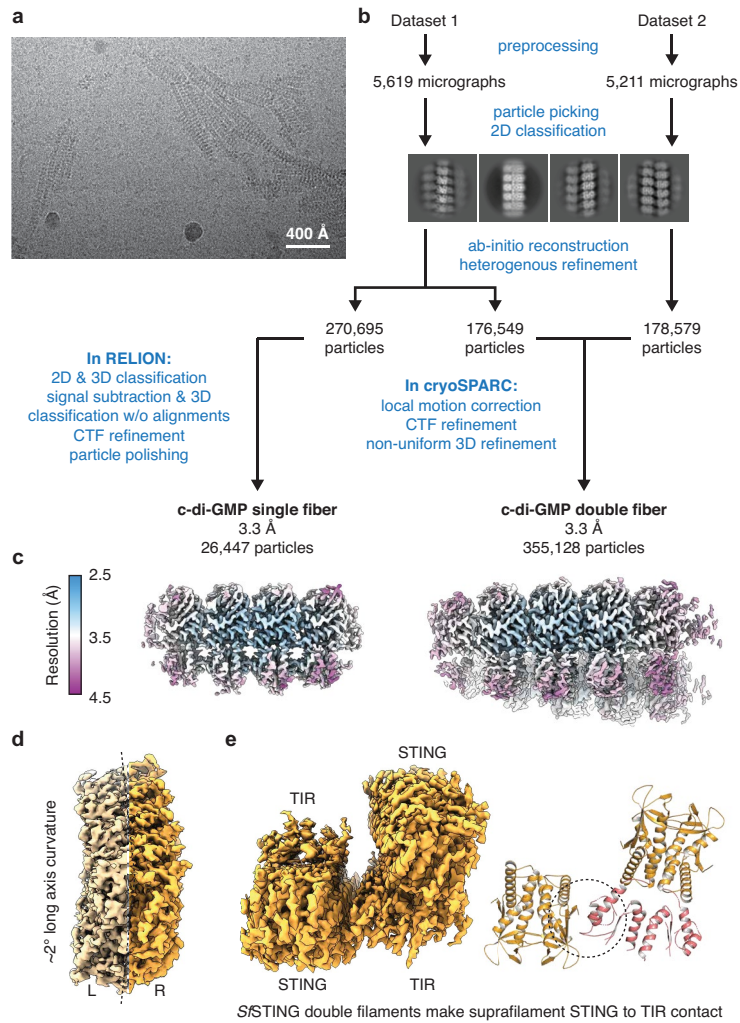 a
400 Å
b
Dataset 1
Dataset 2
preprocessing
5,619 micrographs
5,211 micrographs
particle picking
2D classification
ab-initio reconstruction
heterogenous refinement
270,695
particles
176,549
particles
178,579
particles
In RELION:
2D & 3D classification
signal subtraction & 3D
classification w/o alignments
CTF refinement
particle polishing
In cryoSPARC:
local motion correction
CTF refinement
non-uniform 3D refinement
c-di-GMP single fiber
3.3 Å
26,447 particles
c-di-GMP double fiber
3.3 Å
355,128 particles
c
Resolution (Å)
2.5
3.5
4.5
d
~2° long axis curvature
L
R
e
STING
TIR
STING
TIR
SfSTING double filaments make suprafilament STING to TIR contact